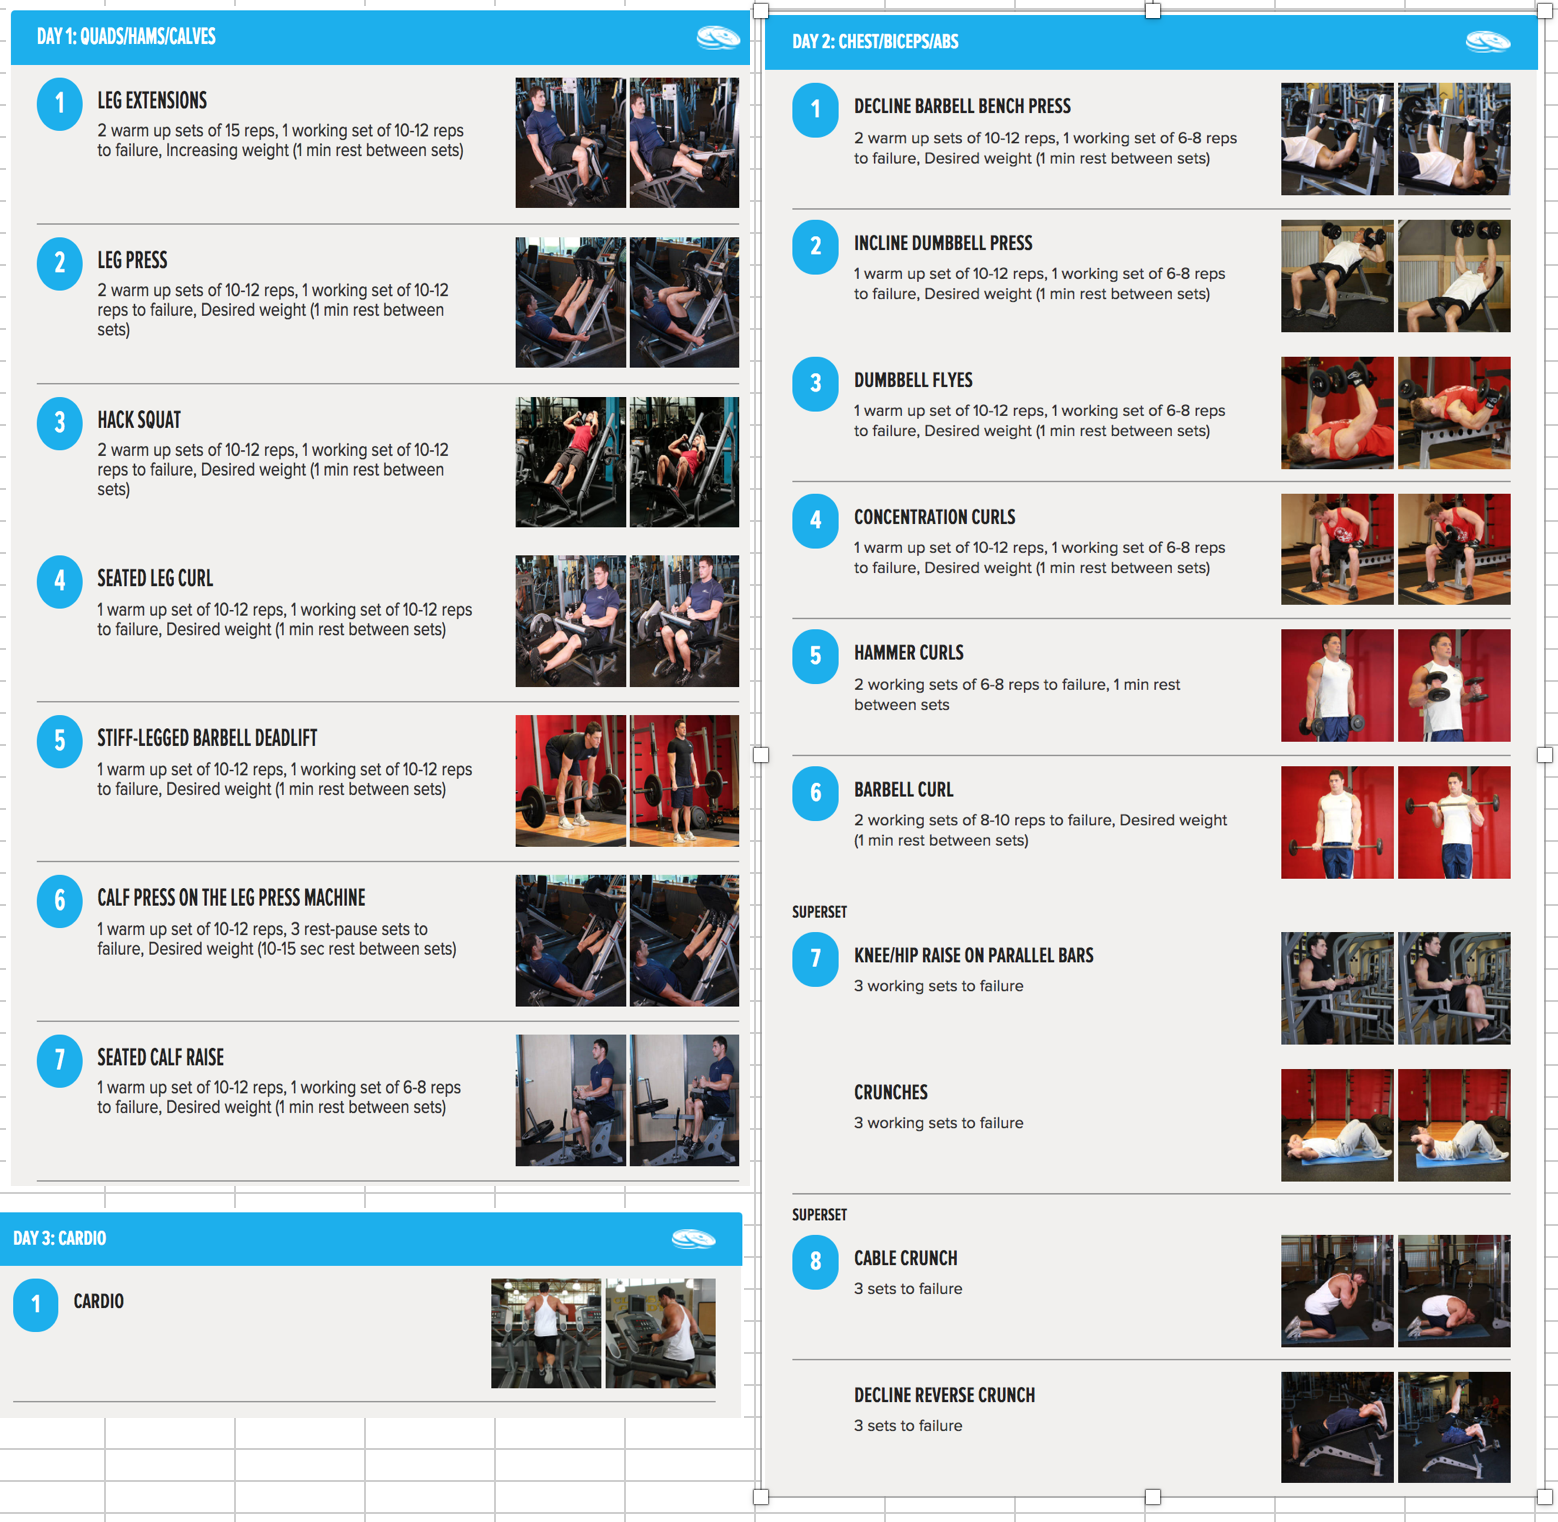 DAY 1: QUADS/HAMS/CALVES
1
LEG EXTENSIONS
2 warm up sets of 15 reps, 1 working set of 10-12 reps
to failure, Increasing weight (1 min rest between sets)
2
LEG PRESS
2 warm up sets of 10-12 reps, 1 working set of 10-12
reps to failure, Desired weight (1 min rest between
sets)
3
HACK SQUAT
2 warm up sets of 10-12 reps, 1 working set of 10-12
reps to failure, Desired weight (1 min rest between
sets)
4
SEATED LEG CURL
1 warm up set of 10-12 reps, 1 working set of 10-12 reps
to failure, Desired weight (1 min rest between sets)
5
STIFF-LEGGED BARBELL DEADLIFT
1 warm up set of 10-12 reps, 1 working set of 10-12 reps
to failure, Desired weight (1 min rest between sets)
6
CALF PRESS ON THE LEG PRESS MACHINE
1 warm up set of 10-12 reps, 3 rest-pause sets to
failure, Desired weight (10-15 sec rest between sets)
7
SEATED CALF RAISE
1 warm up set of 10-12 reps, 1 working set of 6-8 reps
to failure, Desired weight (1 min rest between sets)
DAY 3: CARDIO
1
CARDIO
DAY 2: CHEST/BICEPS/ABS
1
DECLINE BARBELL BENCH PRESS
2 warm up sets of 10-12 reps, 1 working set of 6-8 reps
to failure, Desired weight (1 min rest between sets)
2
INCLINE DUMBBELL PRESS
1 warm up set of 10-12 reps, 1 working set of 6-8 reps
to failure, Desired weight (1 min rest between sets)
3
DUMBBELL FLYES
1 warm up set of 10-12 reps, 1 working set of 6-8 reps
to failure, Desired weight (1 min rest between sets)
4
CONCENTRATION CURLS
1 warm up set of 10-12 reps, 1 working set of 6-8 reps
to failure, Desired weight (1 min rest between sets)
5
HAMMER CURLS
2 working sets of 6-8 reps to failure, 1 min rest
between sets
6
BARBELL CURL
2 working sets of 8-10 reps to failure, Desired weight
(1 min rest between sets)
SUPERSET
7
KNEE/HIP RAISE ON PARALLEL BARS
3 working sets to failure
CRUNCHES
3 working sets to failure
SUPERSET
8
CABLE CRUNCH
3 sets to failure
DECLINE REVERSE CRUNCH
3 sets to failure